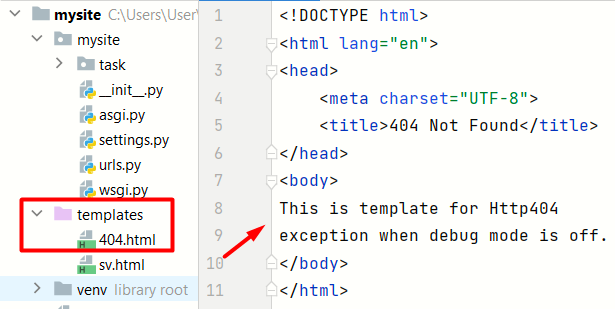 mysite C:\Users\User\
mysite
task
__init__.py
asgi.py
settings.py
urls.py
wsgi.py
templates
404.html
sv.html
venv library root
1 <!DOCTYPE html>
2 <html lang="en">
3 <head>
4 <meta charset="UTF-8">
5 <title>404 Not Found</title>
6 </head>
7 <body>
8 This is template for Http404
9 exception when debug mode is off.
10 </body>
11 </html>